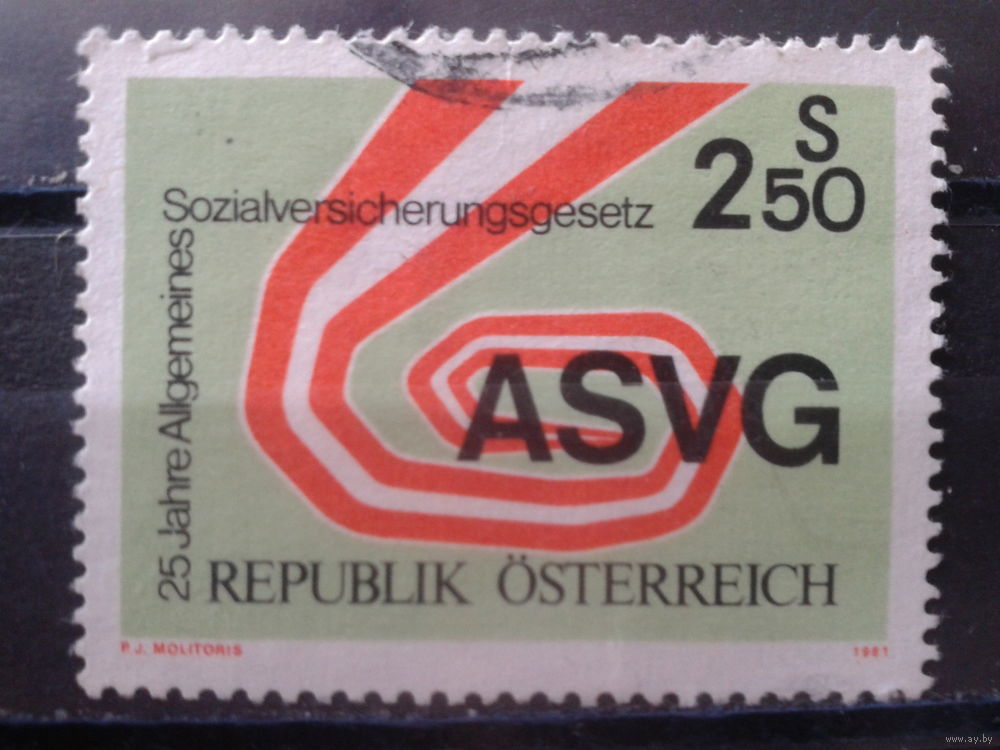 S
2 50
25 Jahre Allgemeines
Sozialversicherungsgesetz
ASVG
REPUBLIK ÖSTERREICH
P.J. MOLITORIS
1981
www.ay.by